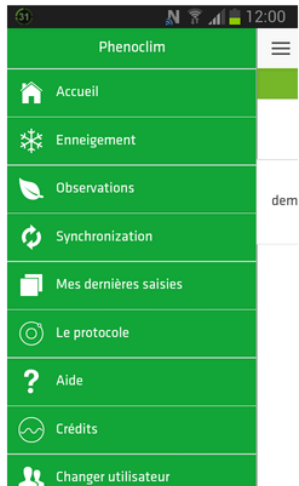 31
12:00
Phenoclim
Accueil
Enneigement
Observations
dem
Synchronization
Mes dernières saisies
Le protocole
?
Aide
Crédits
Changer utilisateur